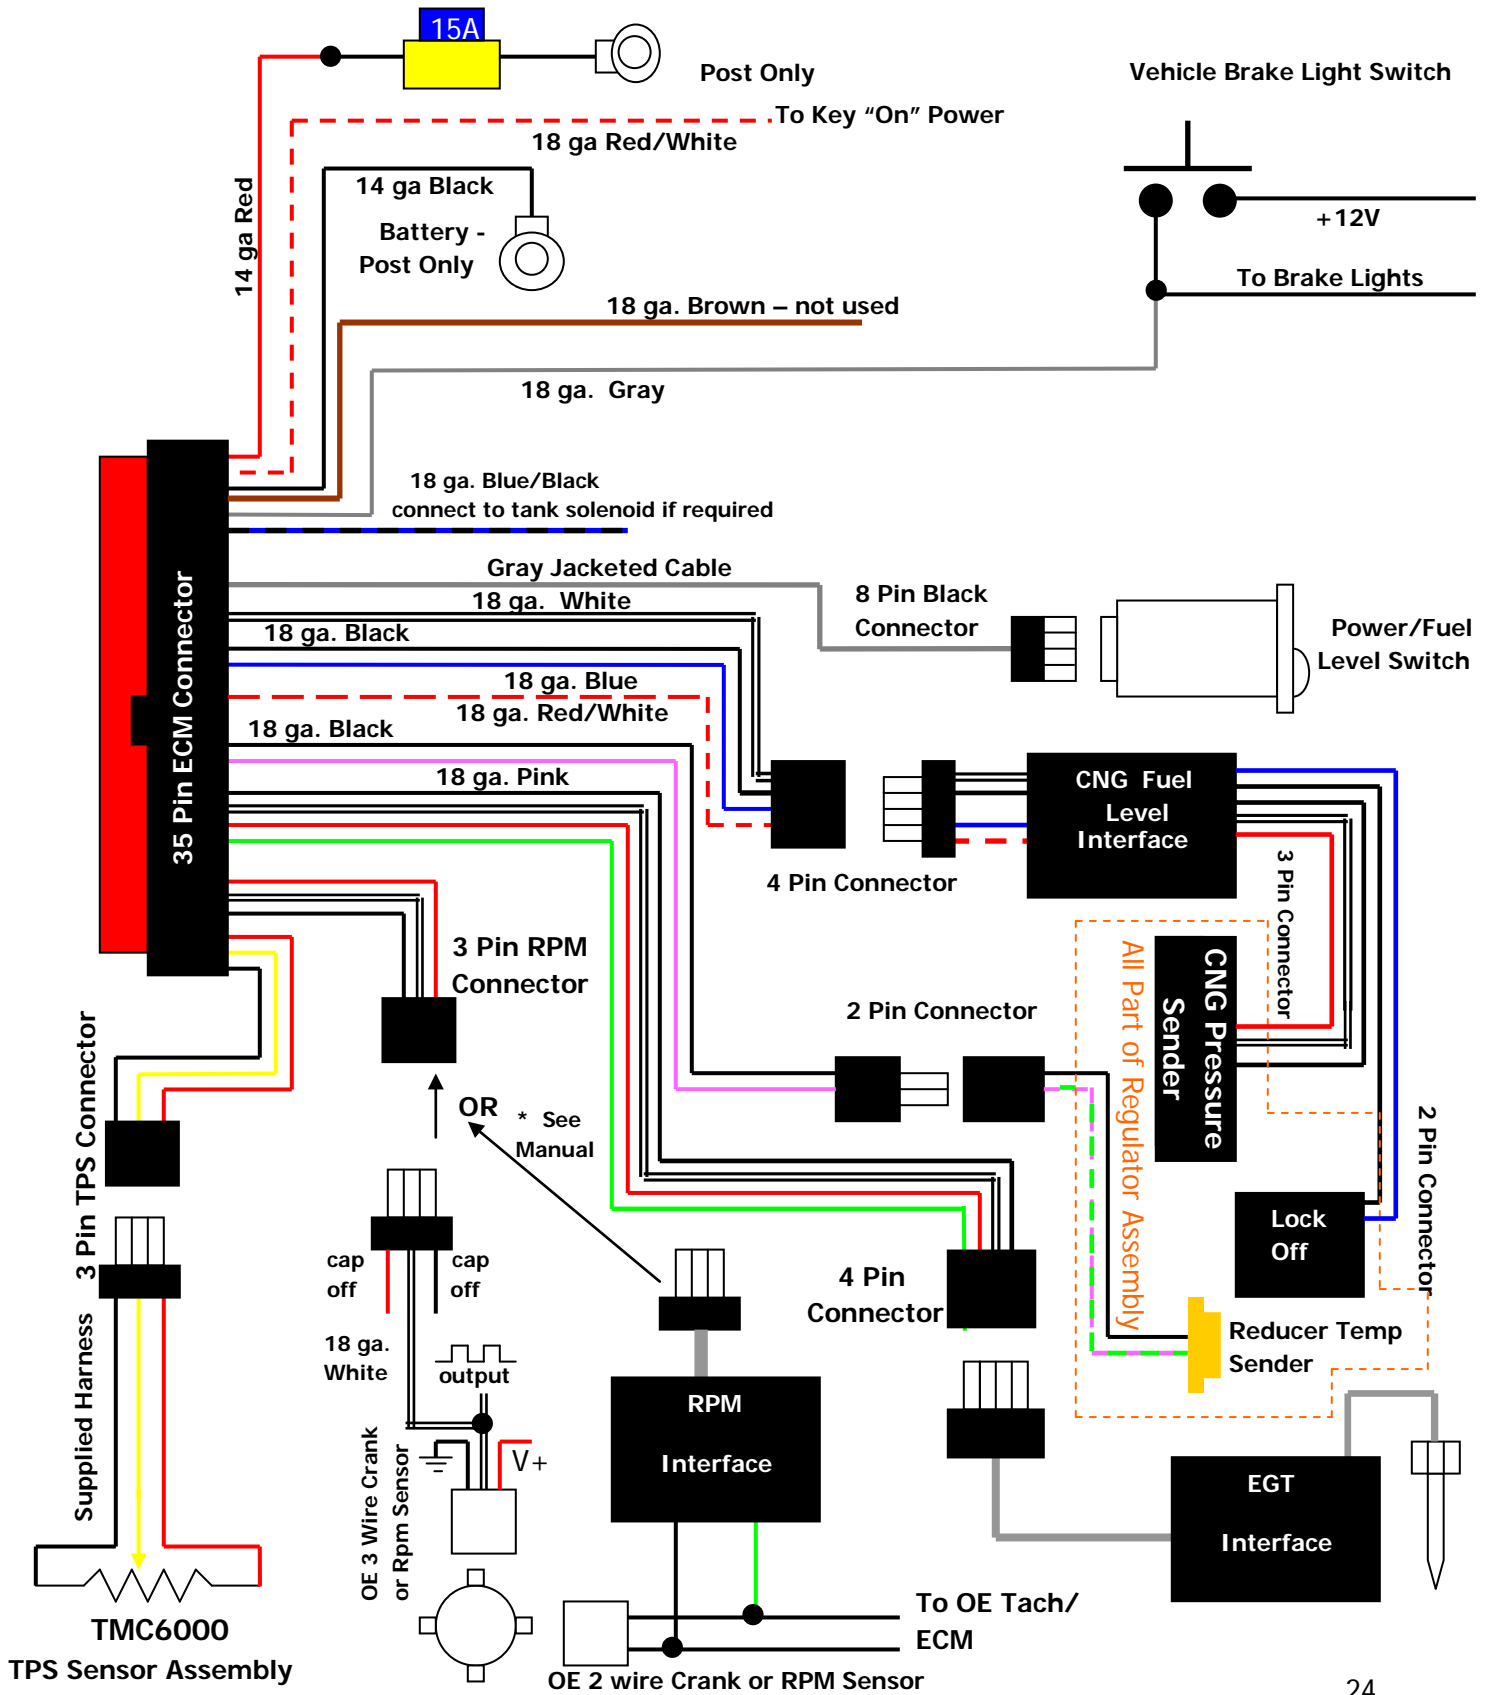 15A
Post Only
Vehicle Brake Light Switch
To Key “On” Power
18 ga Red/White
14 ga Red
14 ga Black
Battery -
Post Only
+12V
To Brake Lights
18 ga. Brown – not used
18 ga. Gray
18 ga. Blue/Black
connect to tank solenoid if required
35 Pin ECM Connector
Gray Jacketed Cable
18 ga. White
18 ga. Black
18 ga. Blue
18 ga. Red/White
18 ga. Black
18 ga. Pink
8 Pin Black
Connector
Power/Fuel
Level Switch
CNG Fuel
Level
Interface
4 Pin Connector
3 Pin Connector
3 Pin RPM
Connector
2 Pin Connector
All Part of Regulator Assembly
CNG Pressure
Sender
2 Pin Connector
3 Pin TPS Connector
OR
* See
Manual
Lock
Off
cap
off
cap
off
4 Pin
Connector
Reducer Temp
Sender
18 ga.
White
output
Supplied Harness
RPM
Interface
OE 3 Wire Crank
or Rpm Sensor
V+
EGT
Interface
TMC6000
TPS Sensor Assembly
To OE Tach/
ECM
OE 2 wire Crank or RPM Sensor
24